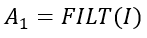 A₁ = FILT(I)